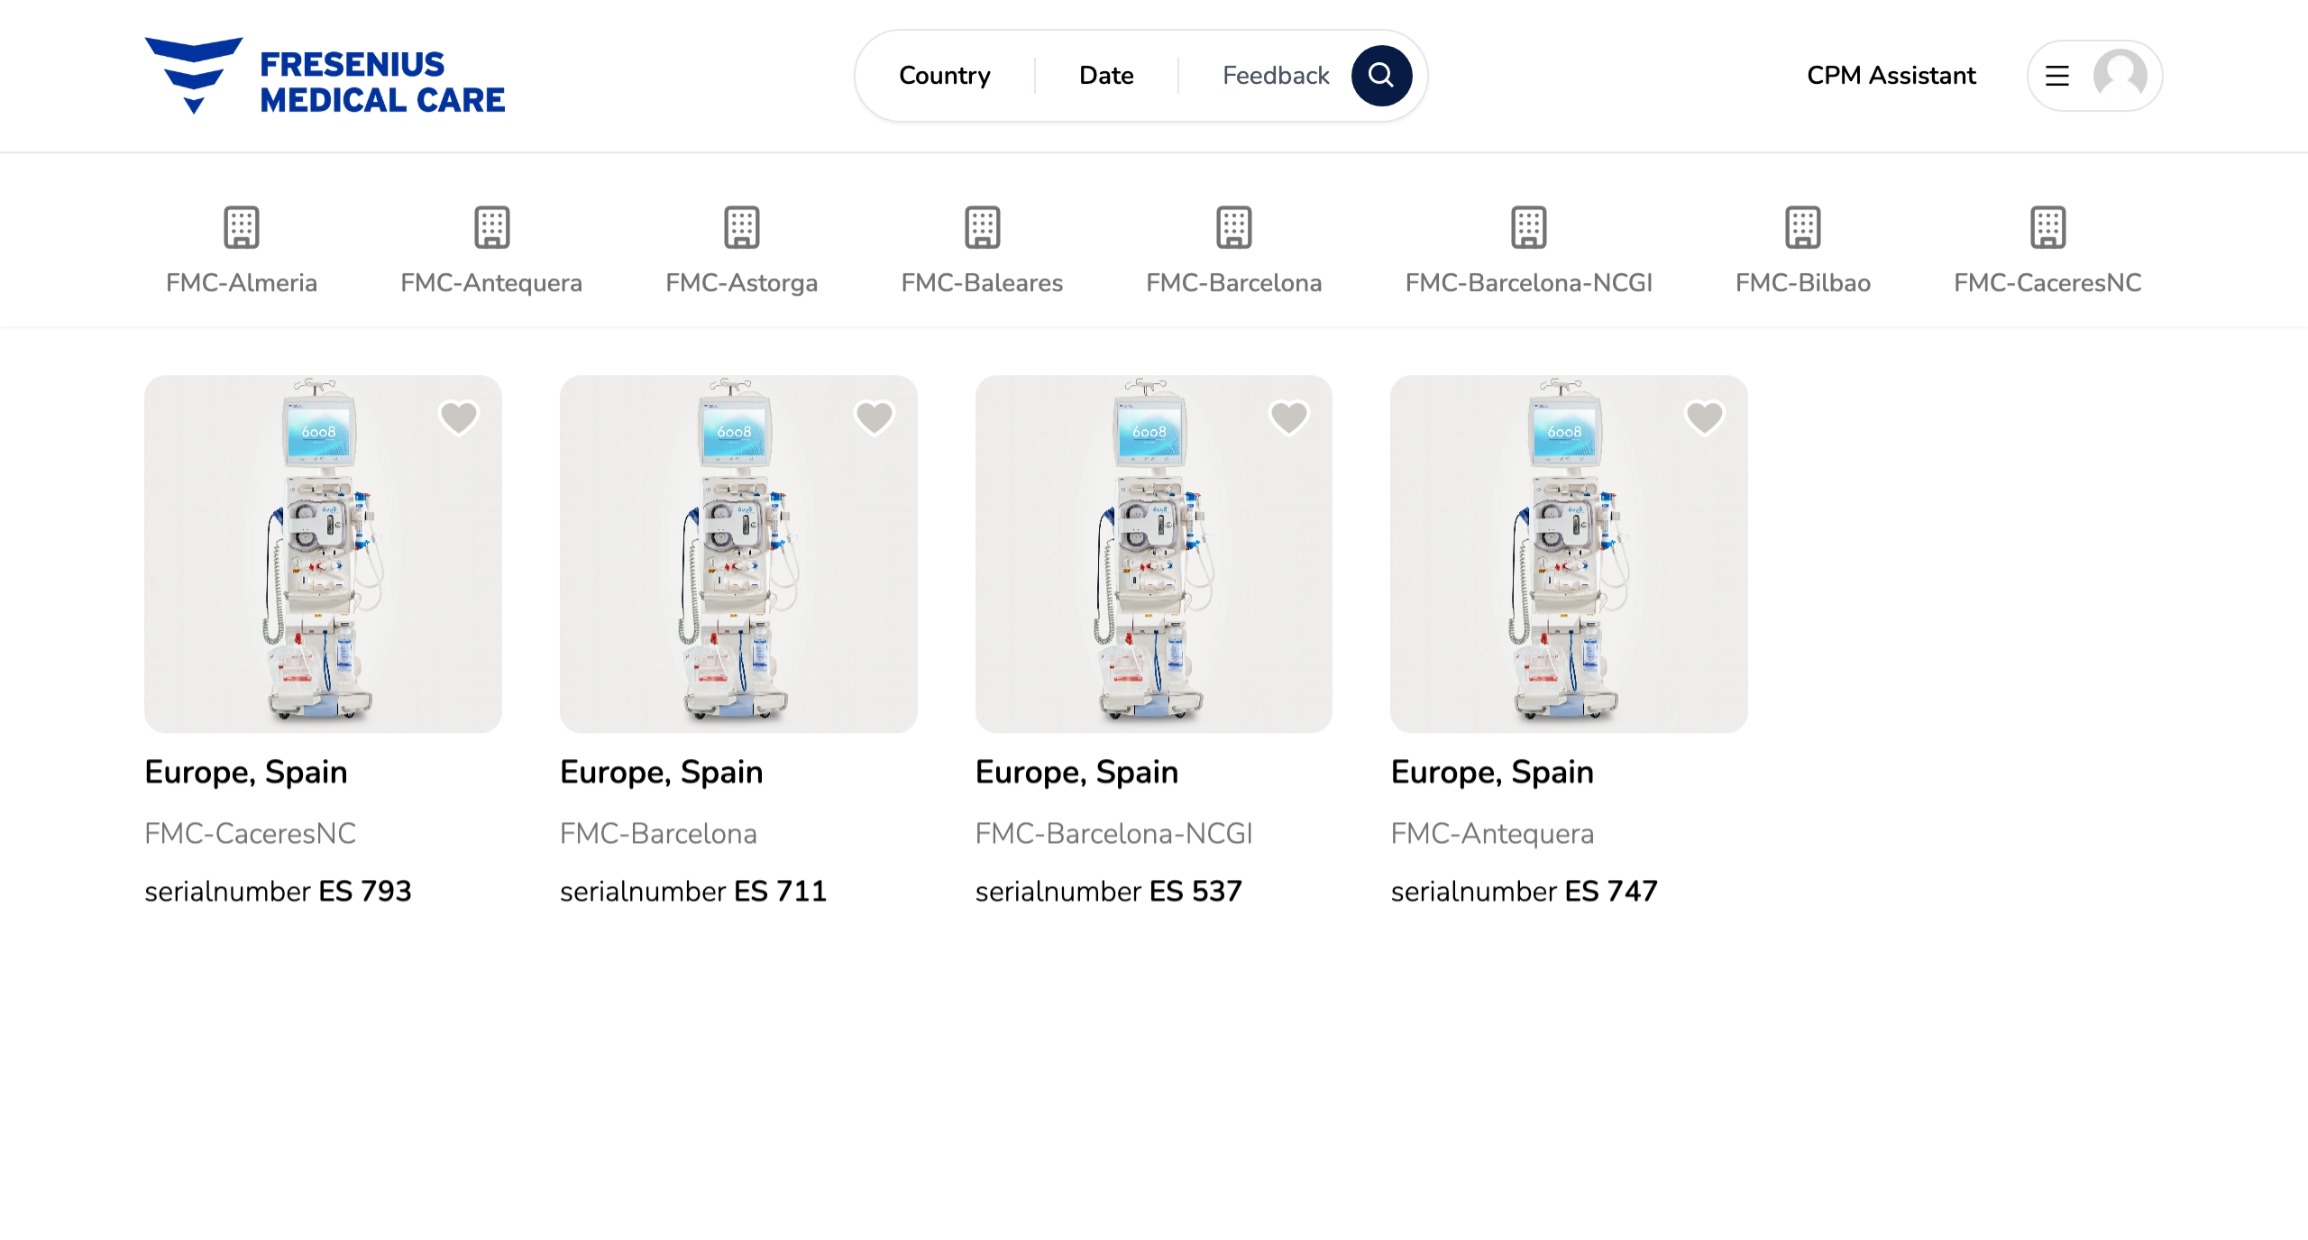 FRESENIUS
MEDICAL CARE
Country
Date
Feedback
CPM Assistant
FMC-Almeria
FMC-Antequera
FMC-Astorga
FMC-Baleares
FMC-Barcelona
FMC-Barcelona-NCGI
FMC-Bilbao
FMC-CaceresNC
6008
6008
6008
6008
Europe, Spain
FMC-CaceresNC
serialnumber ES 793
Europe, Spain
FMC-Barcelona
serialnumber ES 711
Europe, Spain
FMC-Barcelona-NCGI
serialnumber ES 537
Europe, Spain
FMC-Antequera
serialnumber ES 747